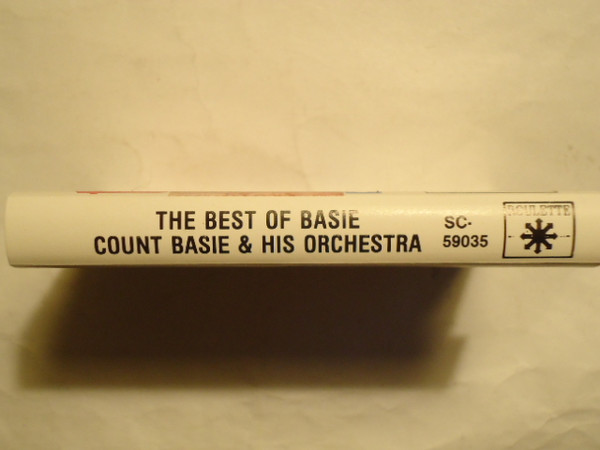 THE BEST OF BASIE
COUNT BASIE & HIS ORCHESTRA
SC-
59035
ROULETTE